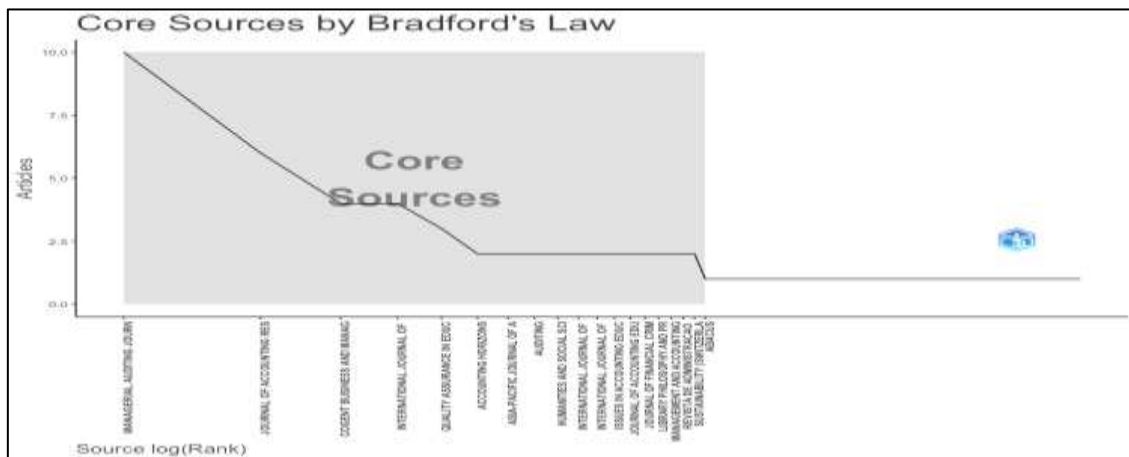 Core Sources by Bradford's Law
Articles
10.0
7.5
5.0
2.5
0.0
Core
Sources
MANAGERIAL AUDITING JOURN
JOURNAL OF ACCOUNTING RES
COGENT BUSINESS AND MANAG
INTERNATIONAL JOURNAL OF
QUALITY ASSURANCE IN EDUC
ACCOUNTING HORIZONS
ASIA-PACIFIC JOURNAL OF A
AUDITING
HUMANITIES AND SOCIAL SCI
INTERNATIONAL JOURNAL OF
INTERNATIONAL JOURNAL OF
ISSUES IN ACCOUNTING EDUC
JOURNAL OF ACCOUNTING EDU
JOURNAL OF FINANCIAL CRIM
LIBRARY PHILOSOPHY AND PR
MANAGEMENT AND ACCOUNTING
REVISTA DE ADMINISTRACAO
SUSTAINABILITY (SWITZERLA
ABACUS
Source log(Rank)